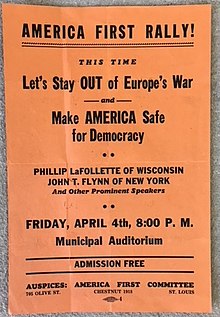 AMERICA FIRST RALLY!
THIS TIME
Let's Stay OUT of Europe's War
and
Make AMERICA Safe
for Democracy
PHILLIP LaFOLLETTE OF WISCONSIN
JOHN T. FLYNN OF NEW YORK
And Other Prominent Speakers
FRIDAY, APRIL 4th, 8:00 P. M.
Municipal Auditorium
ADMISSION FREE
AUSPICES: AMERICA FIRST COMMITTEE
705 OLIVE ST. CHESTNUT 1918 ST. LOUIS
4